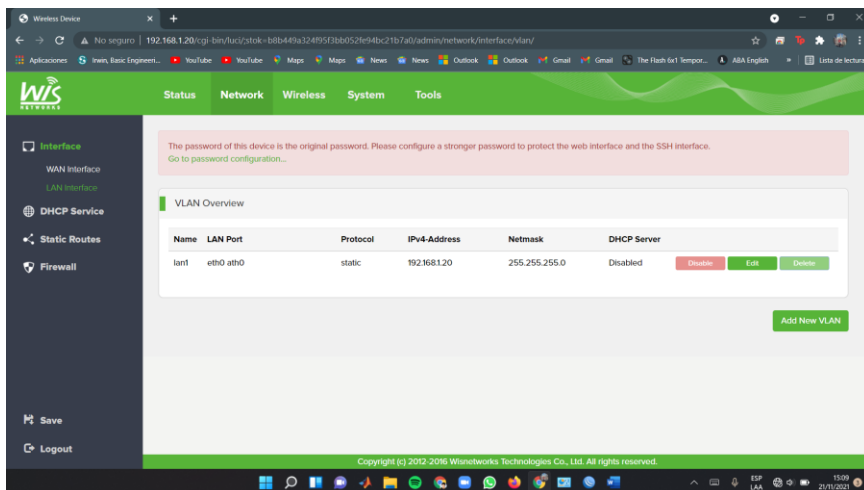 Wireless Device
No seguro | 192.168.1.20/cgi-bin/luci/;stok=b8b449a324f95f3bb052fe94bc21b7a0/admin/network/interface/vlan/
Aplicaciones Irwin, Basic Engineeri... YouTube YouTube Maps Maps News News Outlook Outlook Gmail Gmail The Flash 6x1 Tempor... ABA English » Lista de lectura
WiS
NETWORKS
Status Network Wireless System Tools
Interface
WAN Interface
LAN Interface
DHCP Service
Static Routes
Firewall
Save
Logout
The password of this device is the original password. Please configure a stronger password to protect the web interface and the SSH interface.
Go to password configuration...
VLAN Overview
Name LAN Port Protocol IPv4-Address Netmask DHCP Server
lan1 eth0 ath0 static 192.168.1.20 255.255.255.0 Disabled Disable Edit Delete
Add New VLAN
Copyright (c) 2012-2016 Wisnetworks Technologies Co., Ltd. All rights reserved.
ESP
LAA
15:09
21/11/2021